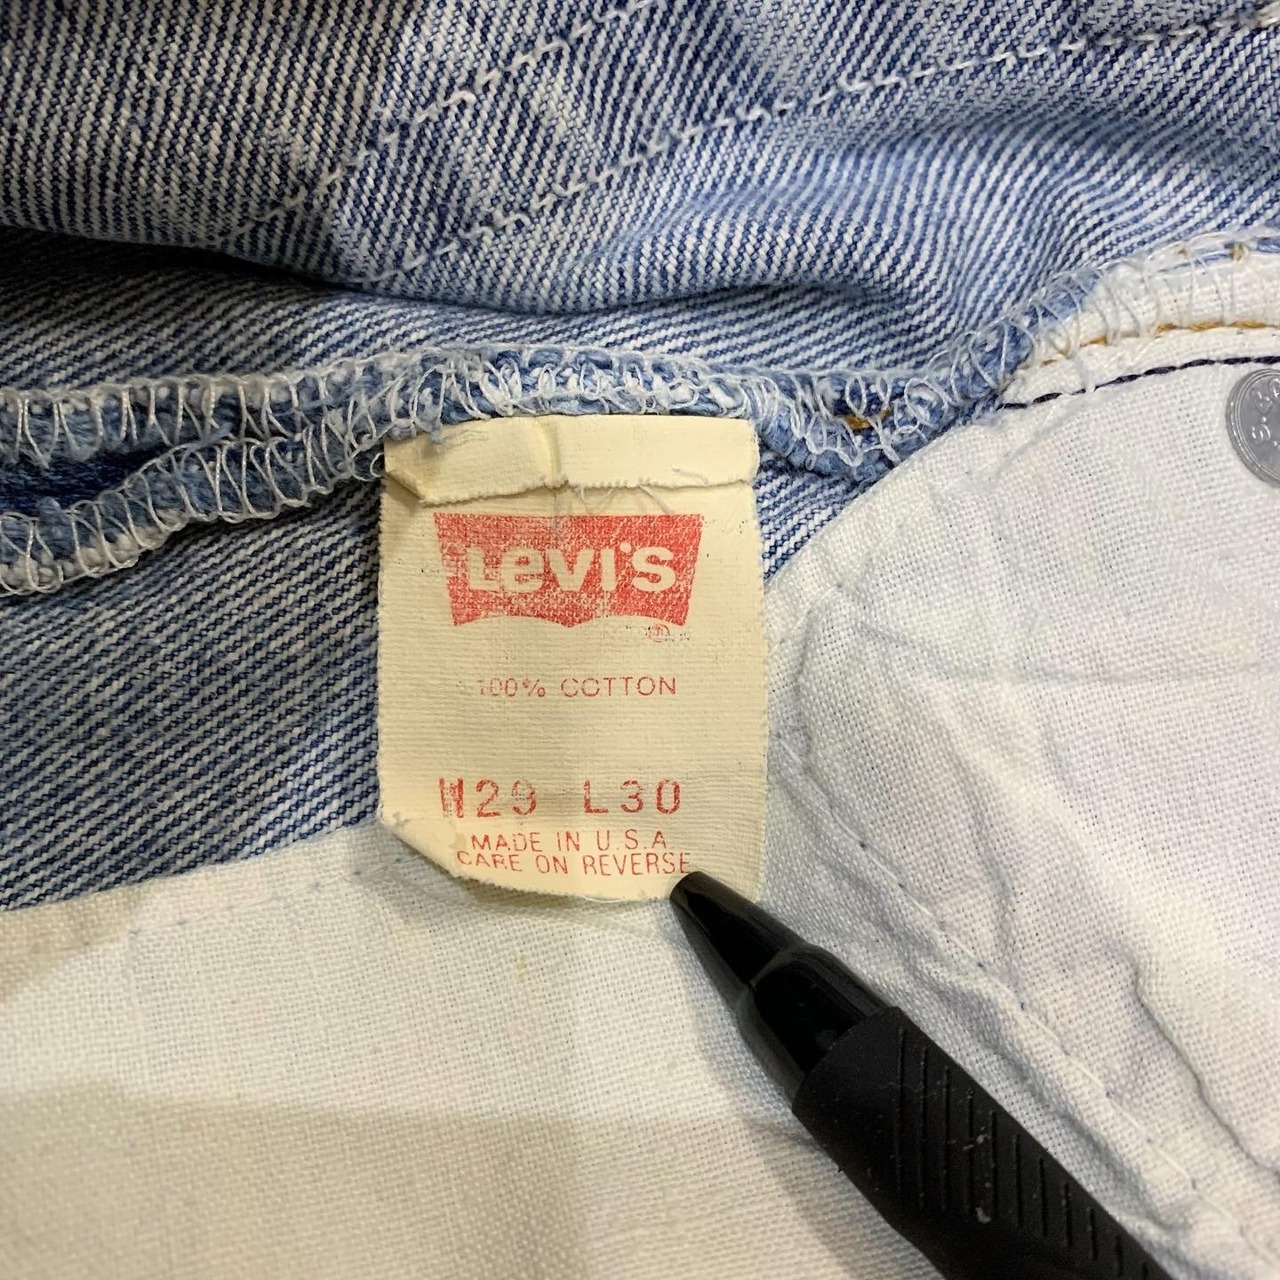 Levi's
®
100% COTTON
W29 L30
MADE IN U.S.A.
CARE ON REVERSE